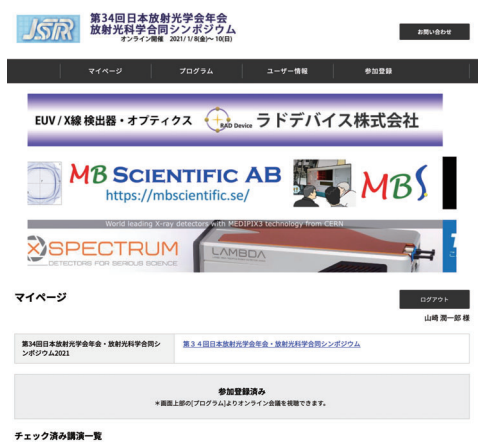 JSR
第34回日本放射光学会年会
放射光科学合同シンポジウム
オンライン開催 2021/1/8(金)～10(日)
お問い合わせ
マイページ
プログラム
ユーザー情報
参加登録
EUV / X線 検出器・オプティクス
RAD Device
ラドデバイス株式会社
MB SCIENTIFIC AB
https://mbscientific.se/
MBS
World leading X-ray detectors with MEDIPIX3 technology from CERN
X SPECTRUM
DETECTORS FOR SERIOUS SCIENCE
LAMBDA
マイページ
ログアウト
山崎 潤一郎 様
第34回日本放射光学会年会・放射光科学合同シ
ンポジウム2021
第３４回日本放射光学会年会・放射光科学合同シンポジウム
参加登録済み
＊画面上部の[プログラム]よりオンライン会議を視聴できます。
チェック済み講演一覧